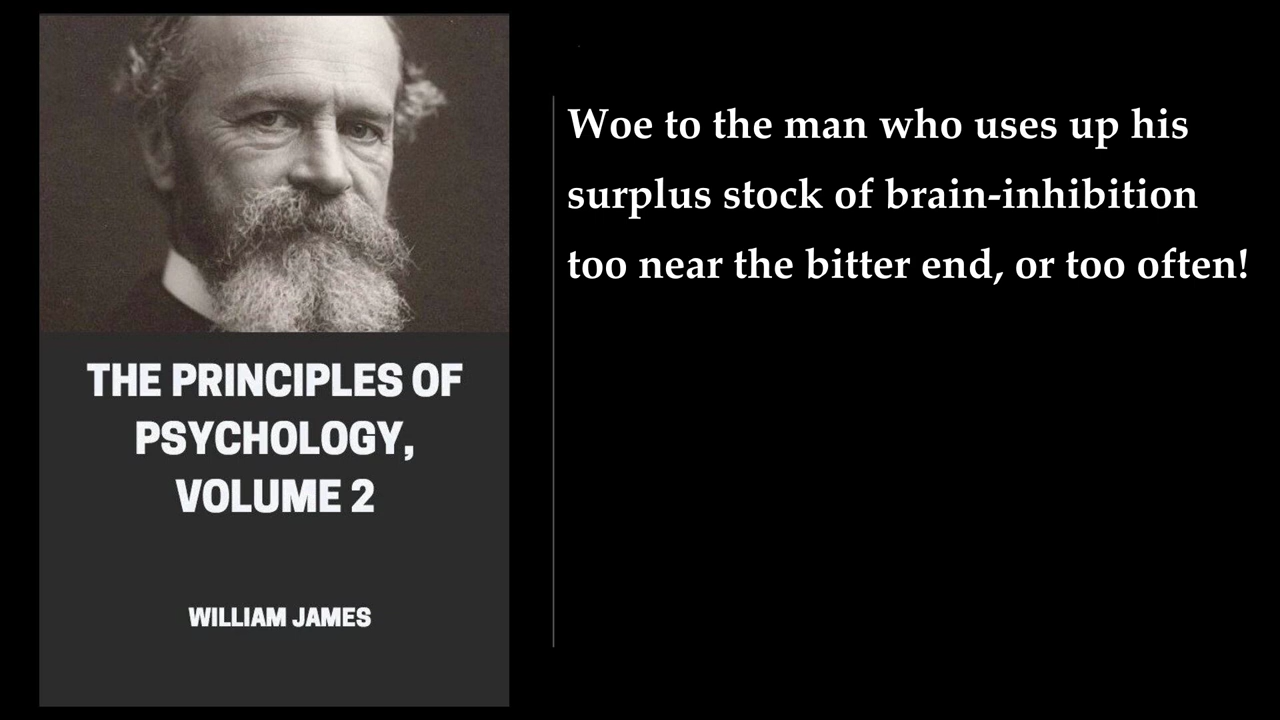 THE PRINCIPLES OF
PSYCHOLOGY,
VOLUME 2
WILLIAM JAMES
Woe to the man who uses up his
surplus stock of brain-inhibition
too near the bitter end, or too often!